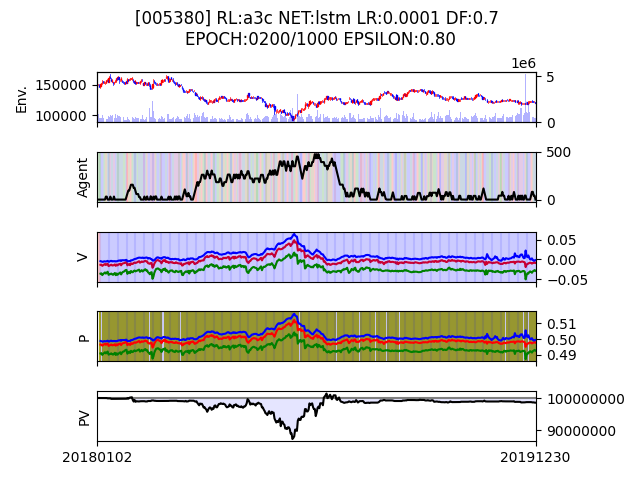 [005380] RL:a3c NET:lstm LR:0.0001 DF:0.7
EPOCH:0200/1000 EPSILON:0.80
1e6
Env.
150000
100000
5
0
Agent
500
0
V
0.05
0.00
−0.05
P
0.51
0.50
0.49
PV
100000000
90000000
20180102
20191230